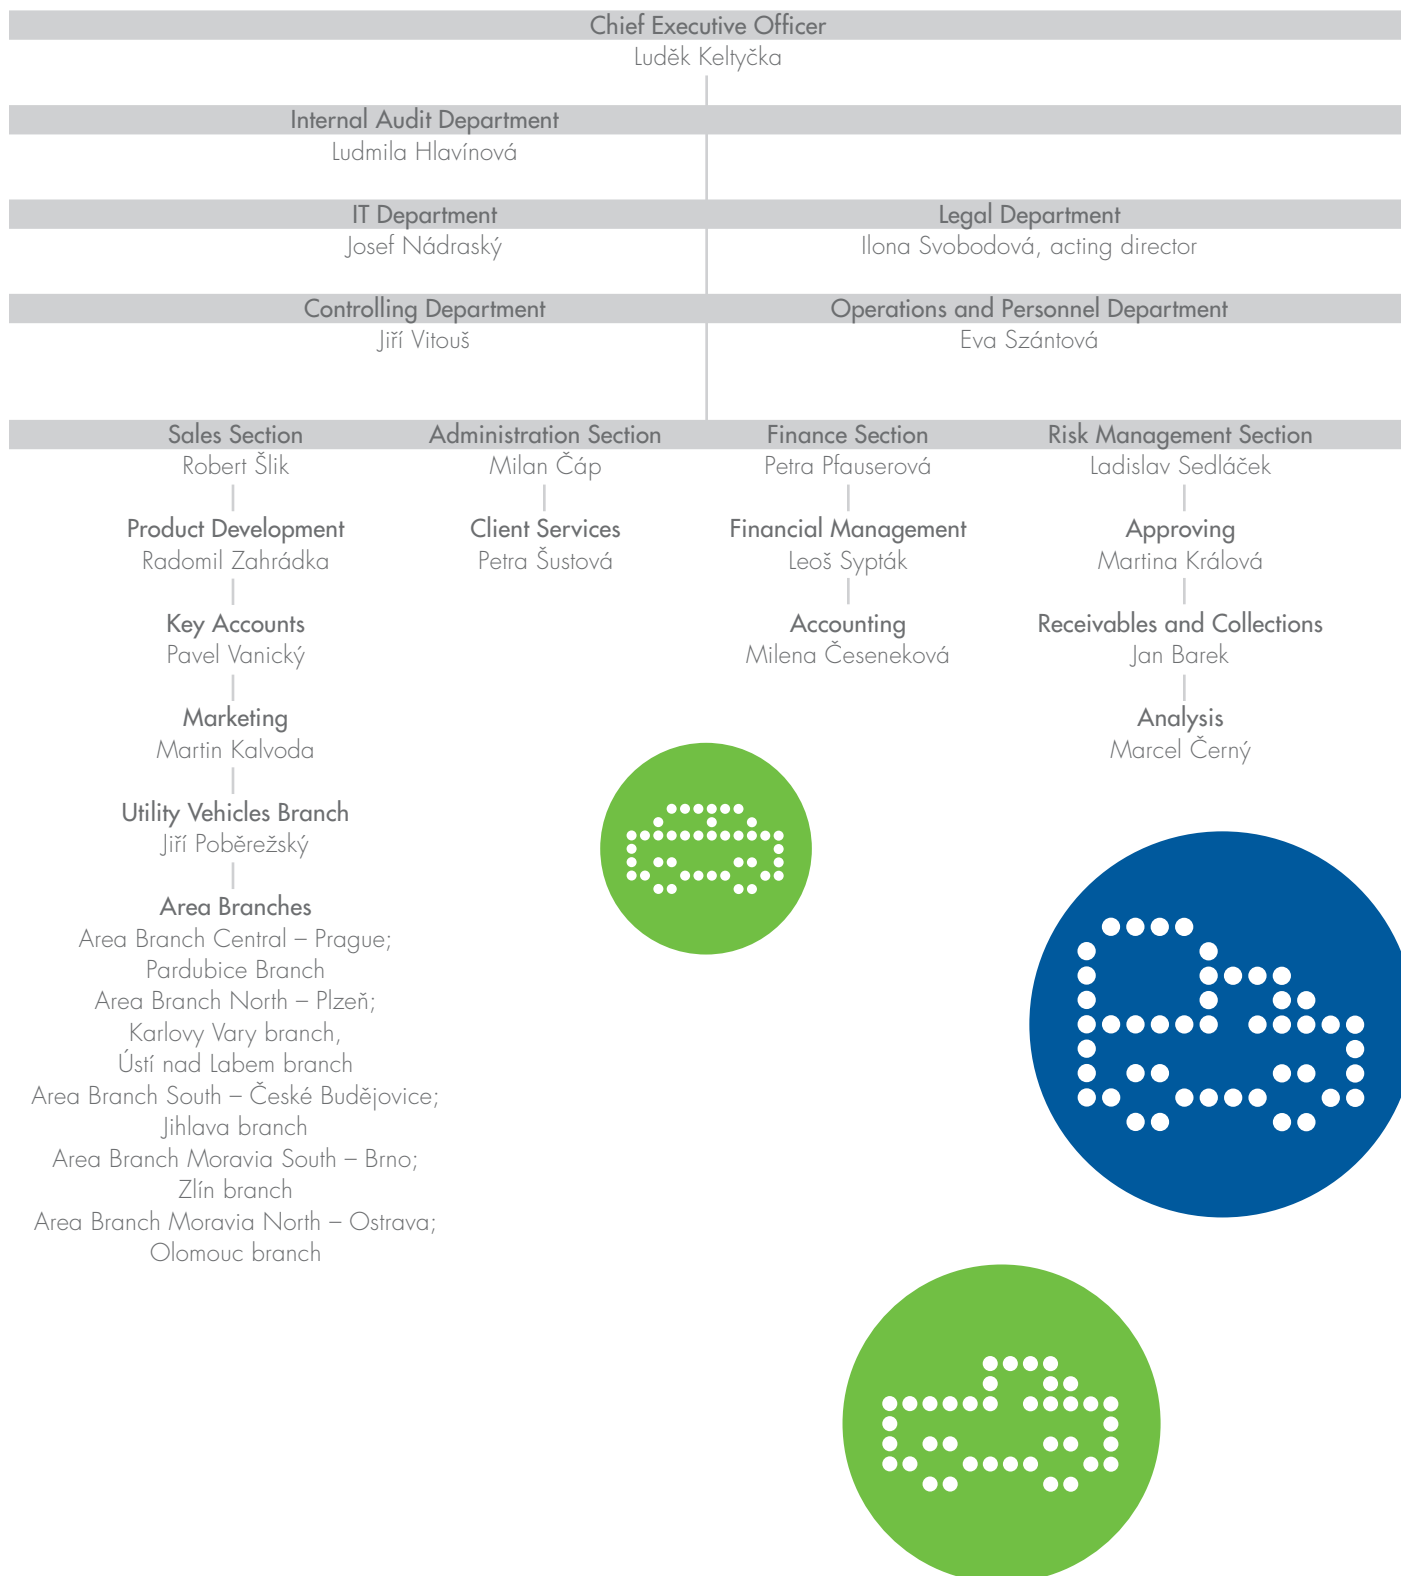 Chief Executive Officer
Luděk Keltyčka
Internal Audit Department
Ludmila Hlavínová
IT Department
Josef Nádraský
Legal Department
Ilona Svobodová, acting director
Controlling Department
Jiří Vitouš
Operations and Personnel Department
Eva Szántová
Sales Section
Robert Šlik
Product Development
Radomil Zahrádka
Key Accounts
Pavel Vanický
Marketing
Martin Kalvoda
Utility Vehicles Branch
Jiří Poběrežský
Area Branches
Area Branch Central – Prague;
Pardubice Branch
Area Branch North – Plzeň;
Karlovy Vary branch,
Ústí nad Labem branch
Area Branch South – České Budějovice;
Jihlava branch
Area Branch Moravia South – Brno;
Zlín branch
Area Branch Moravia North – Ostrava;
Olomouc branch
Administration Section
Milan Čáp
Client Services
Petra Šustová
Finance Section
Petra Pfauserová
Financial Management
Leoš Sypták
Accounting
Milena Českneková
Risk Management Section
Ladislav Sedláček
Approving
Martina Králová
Receivables and Collections
Jan Barek
Analysis
Marcel Černý